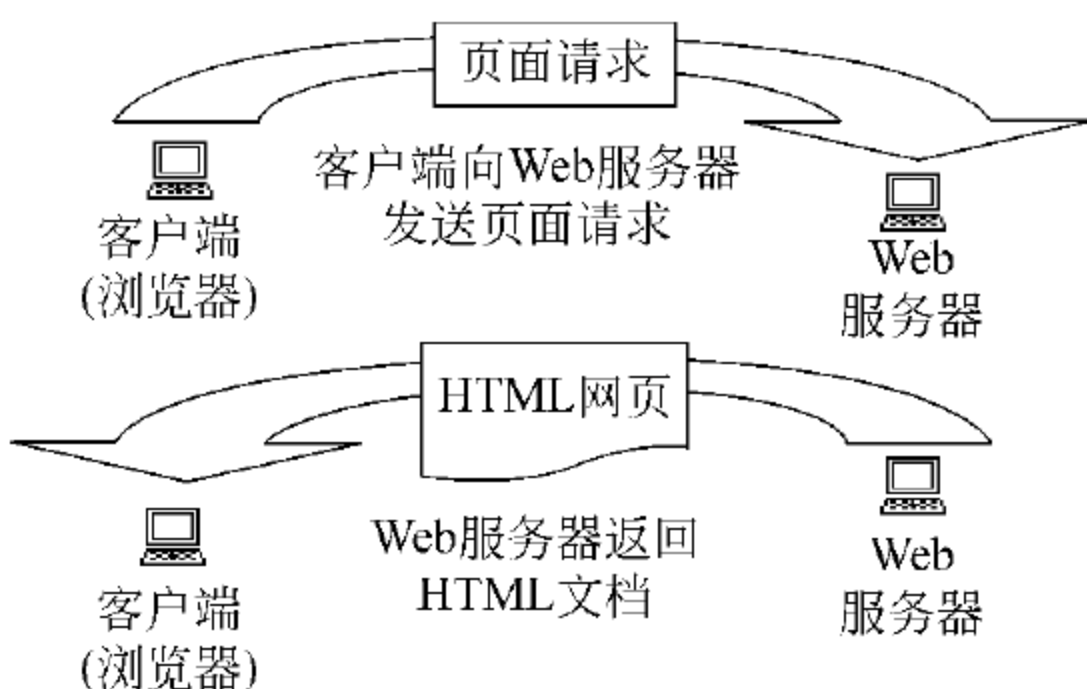 页面请求
客户端向Web服务器
发送页面请求
客户端
(浏览器)
Web
服务器
HTML网页
Web服务器返回
HTML文档
客户端
(浏览器)
Web
服务器